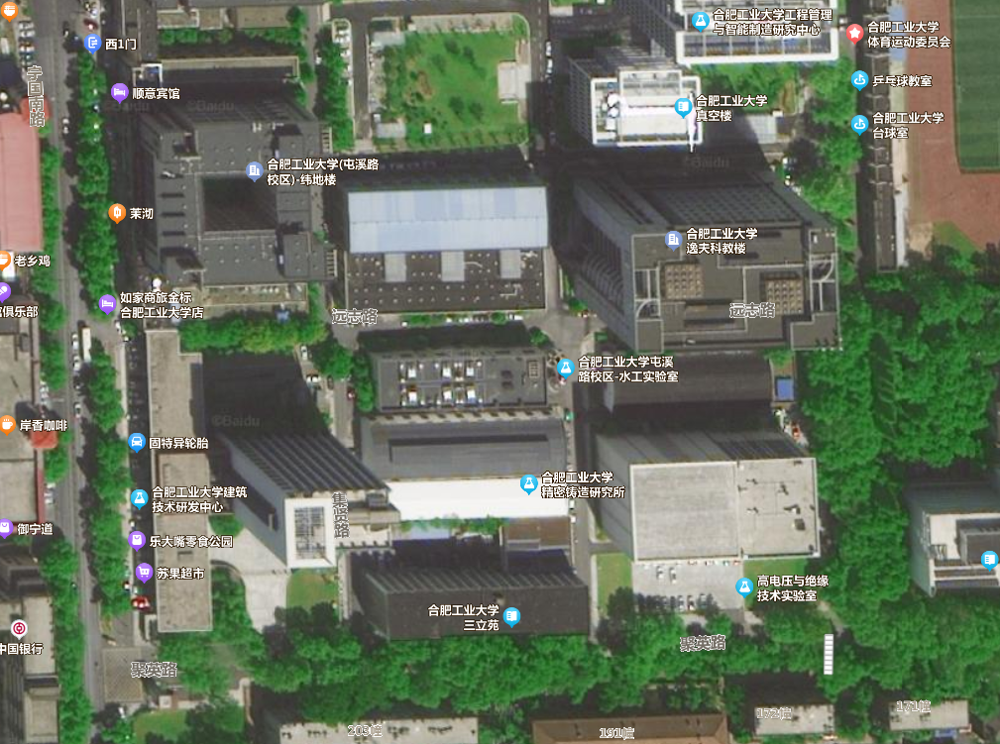 合肥工业大学工程管理
与智能制造研究中心
合肥工业大学
体育运动委员会
西1门
宁国南路
顺意宾馆
©Baidu
乒乓球教室
合肥工业大学
真空楼
合肥工业大学
台球室
Baidu
合肥工业大学(屯溪路
校区)-纬地楼
茉沏
合肥工业大学
逸夫科教楼
老乡鸡
如家商旅金标
合肥工业大学店
俱乐部
远志路
远志路
合肥工业大学屯溪
路校区-水工实验室
©Baidu
岸香咖啡
固特异轮胎
合肥工业大学
精密铸造研究所
合肥工业大学建筑
技术研发中心
集贤路
御宁道
乐大嘴零食公园
苏果超市
高电压与绝缘
技术实验室
合肥工业大学
三立苑
中国银行
聚英路
聚英路
203幢
191幢
172幢
171幢